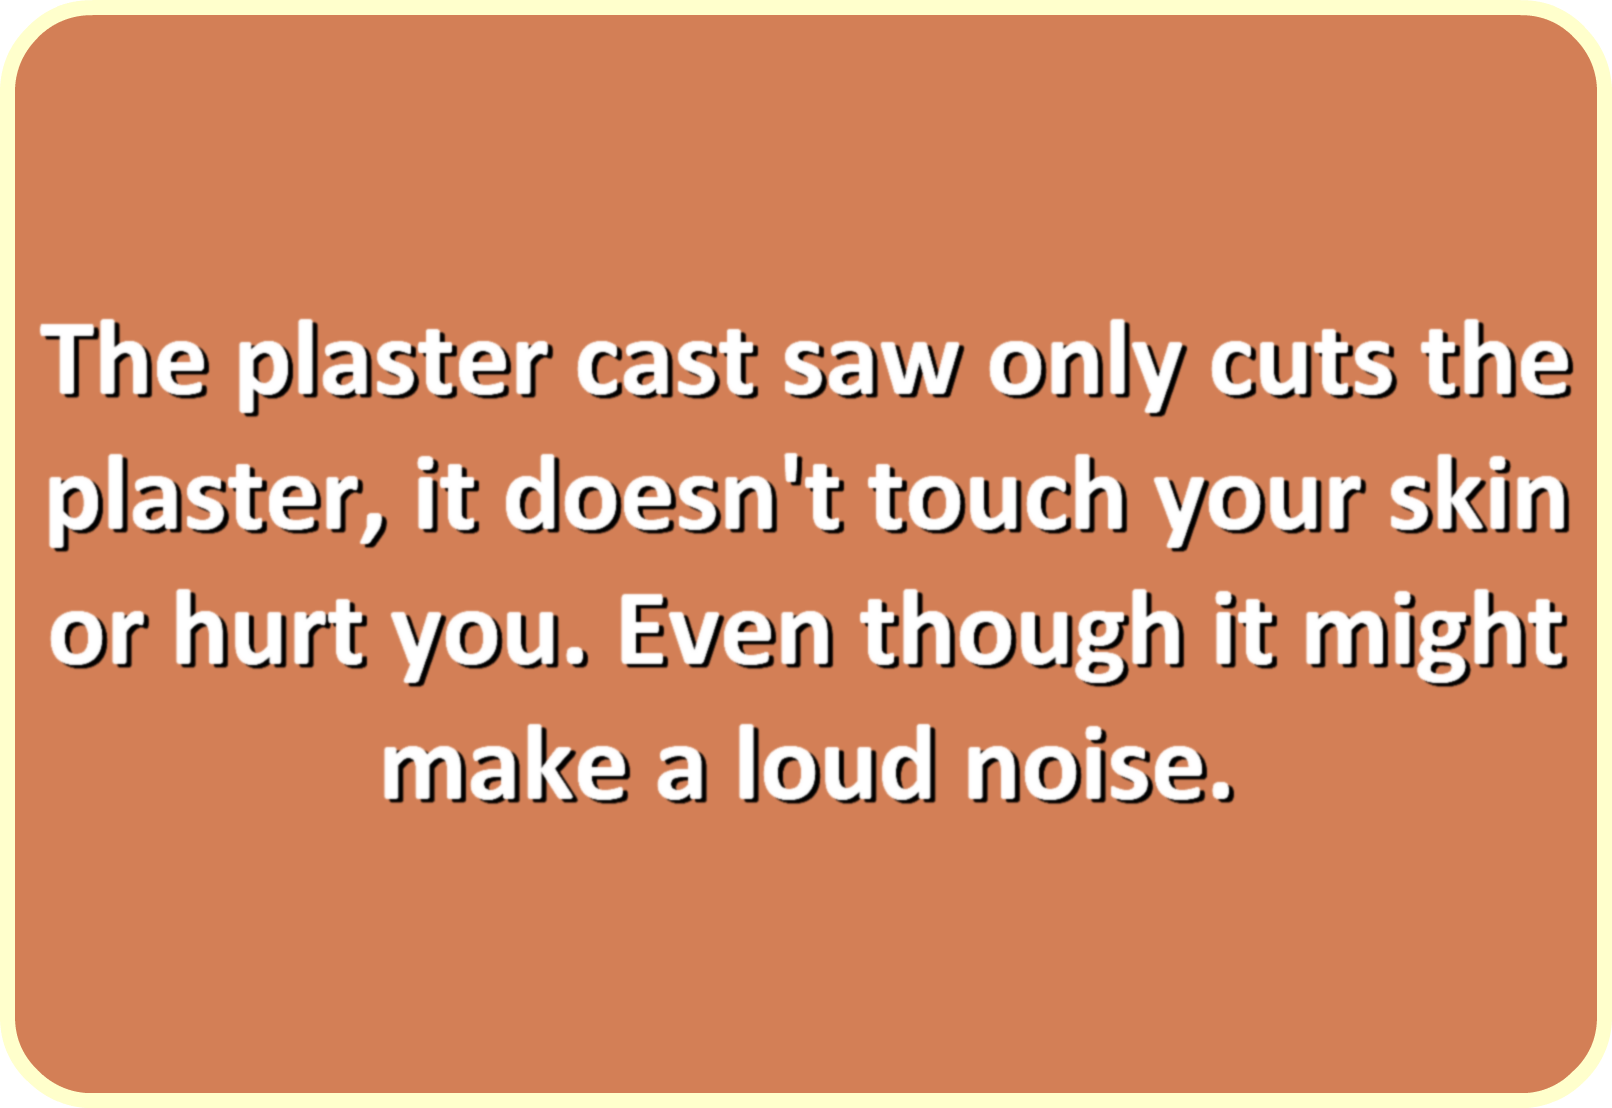 The plaster cast saw only cuts the
plaster, it doesn't touch your skin
or hurt you. Even though it might
make a loud noise.